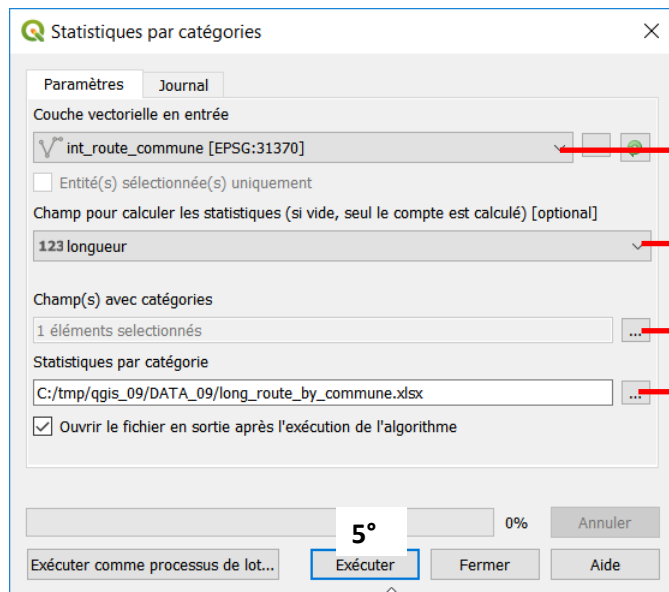 Statistiques par catégories
Paramètres Journal
Couche vectorielle en entrée
int_route_commune [EPSG:31370]
Entité(s) sélectionnée(s) uniquement
Champ pour calculer les statistiques (si vide, seul le compte est calculé) [optional]
123 longueur
Champ(s) avec catégories
1 éléments selectionnés
...
Statistiques par catégorie
C:/tmp/qgis_09/DATA_09/long_route_by_commune.xlsx
...
Ouvrir le fichier en sortie après l'exécution de l'algorithme
5°
0% Annuler
Exécuter comme processus de lot... Exécuter Fermer Aide